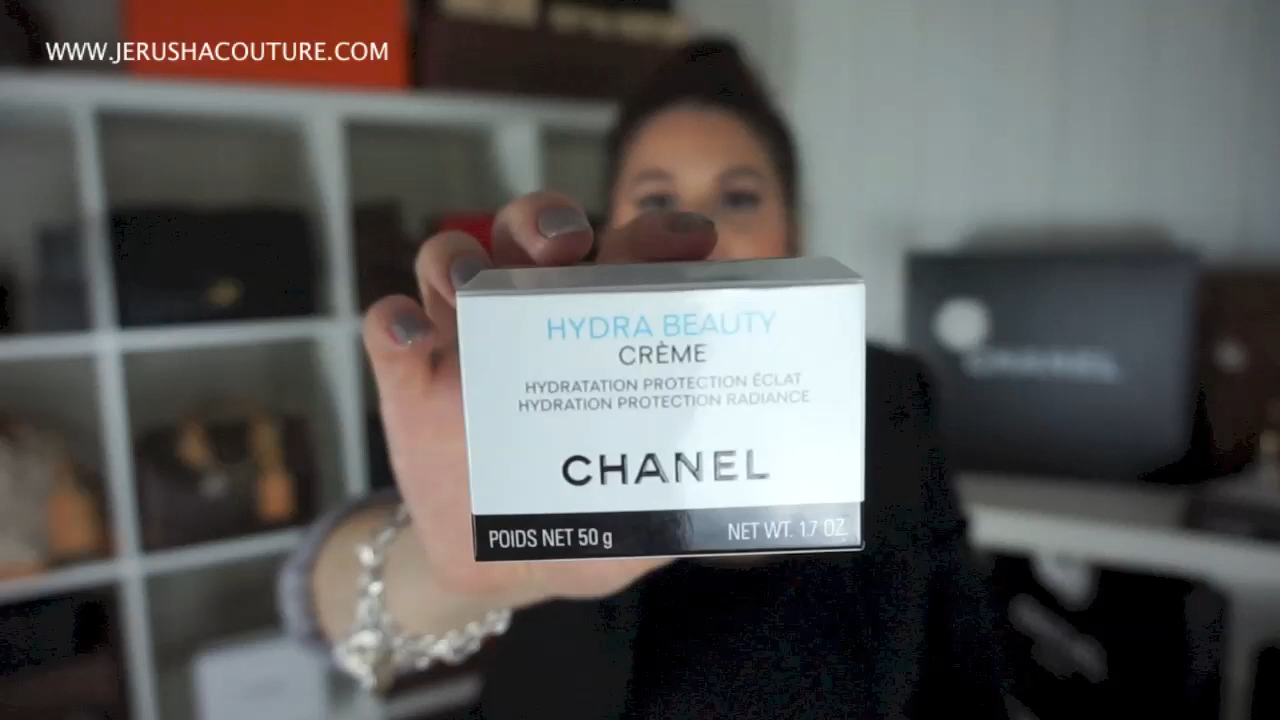 WWW.JERUSHACOUTURE.COM
HYDRA BEAUTY
CRÈME
HYDRATATION PROTECTION ÉCLAT
HYDRATION PROTECTION RADIANCE
CHANEL
POIDS NET 50 g
NET WT. 1.7 OZ.
CHANEL